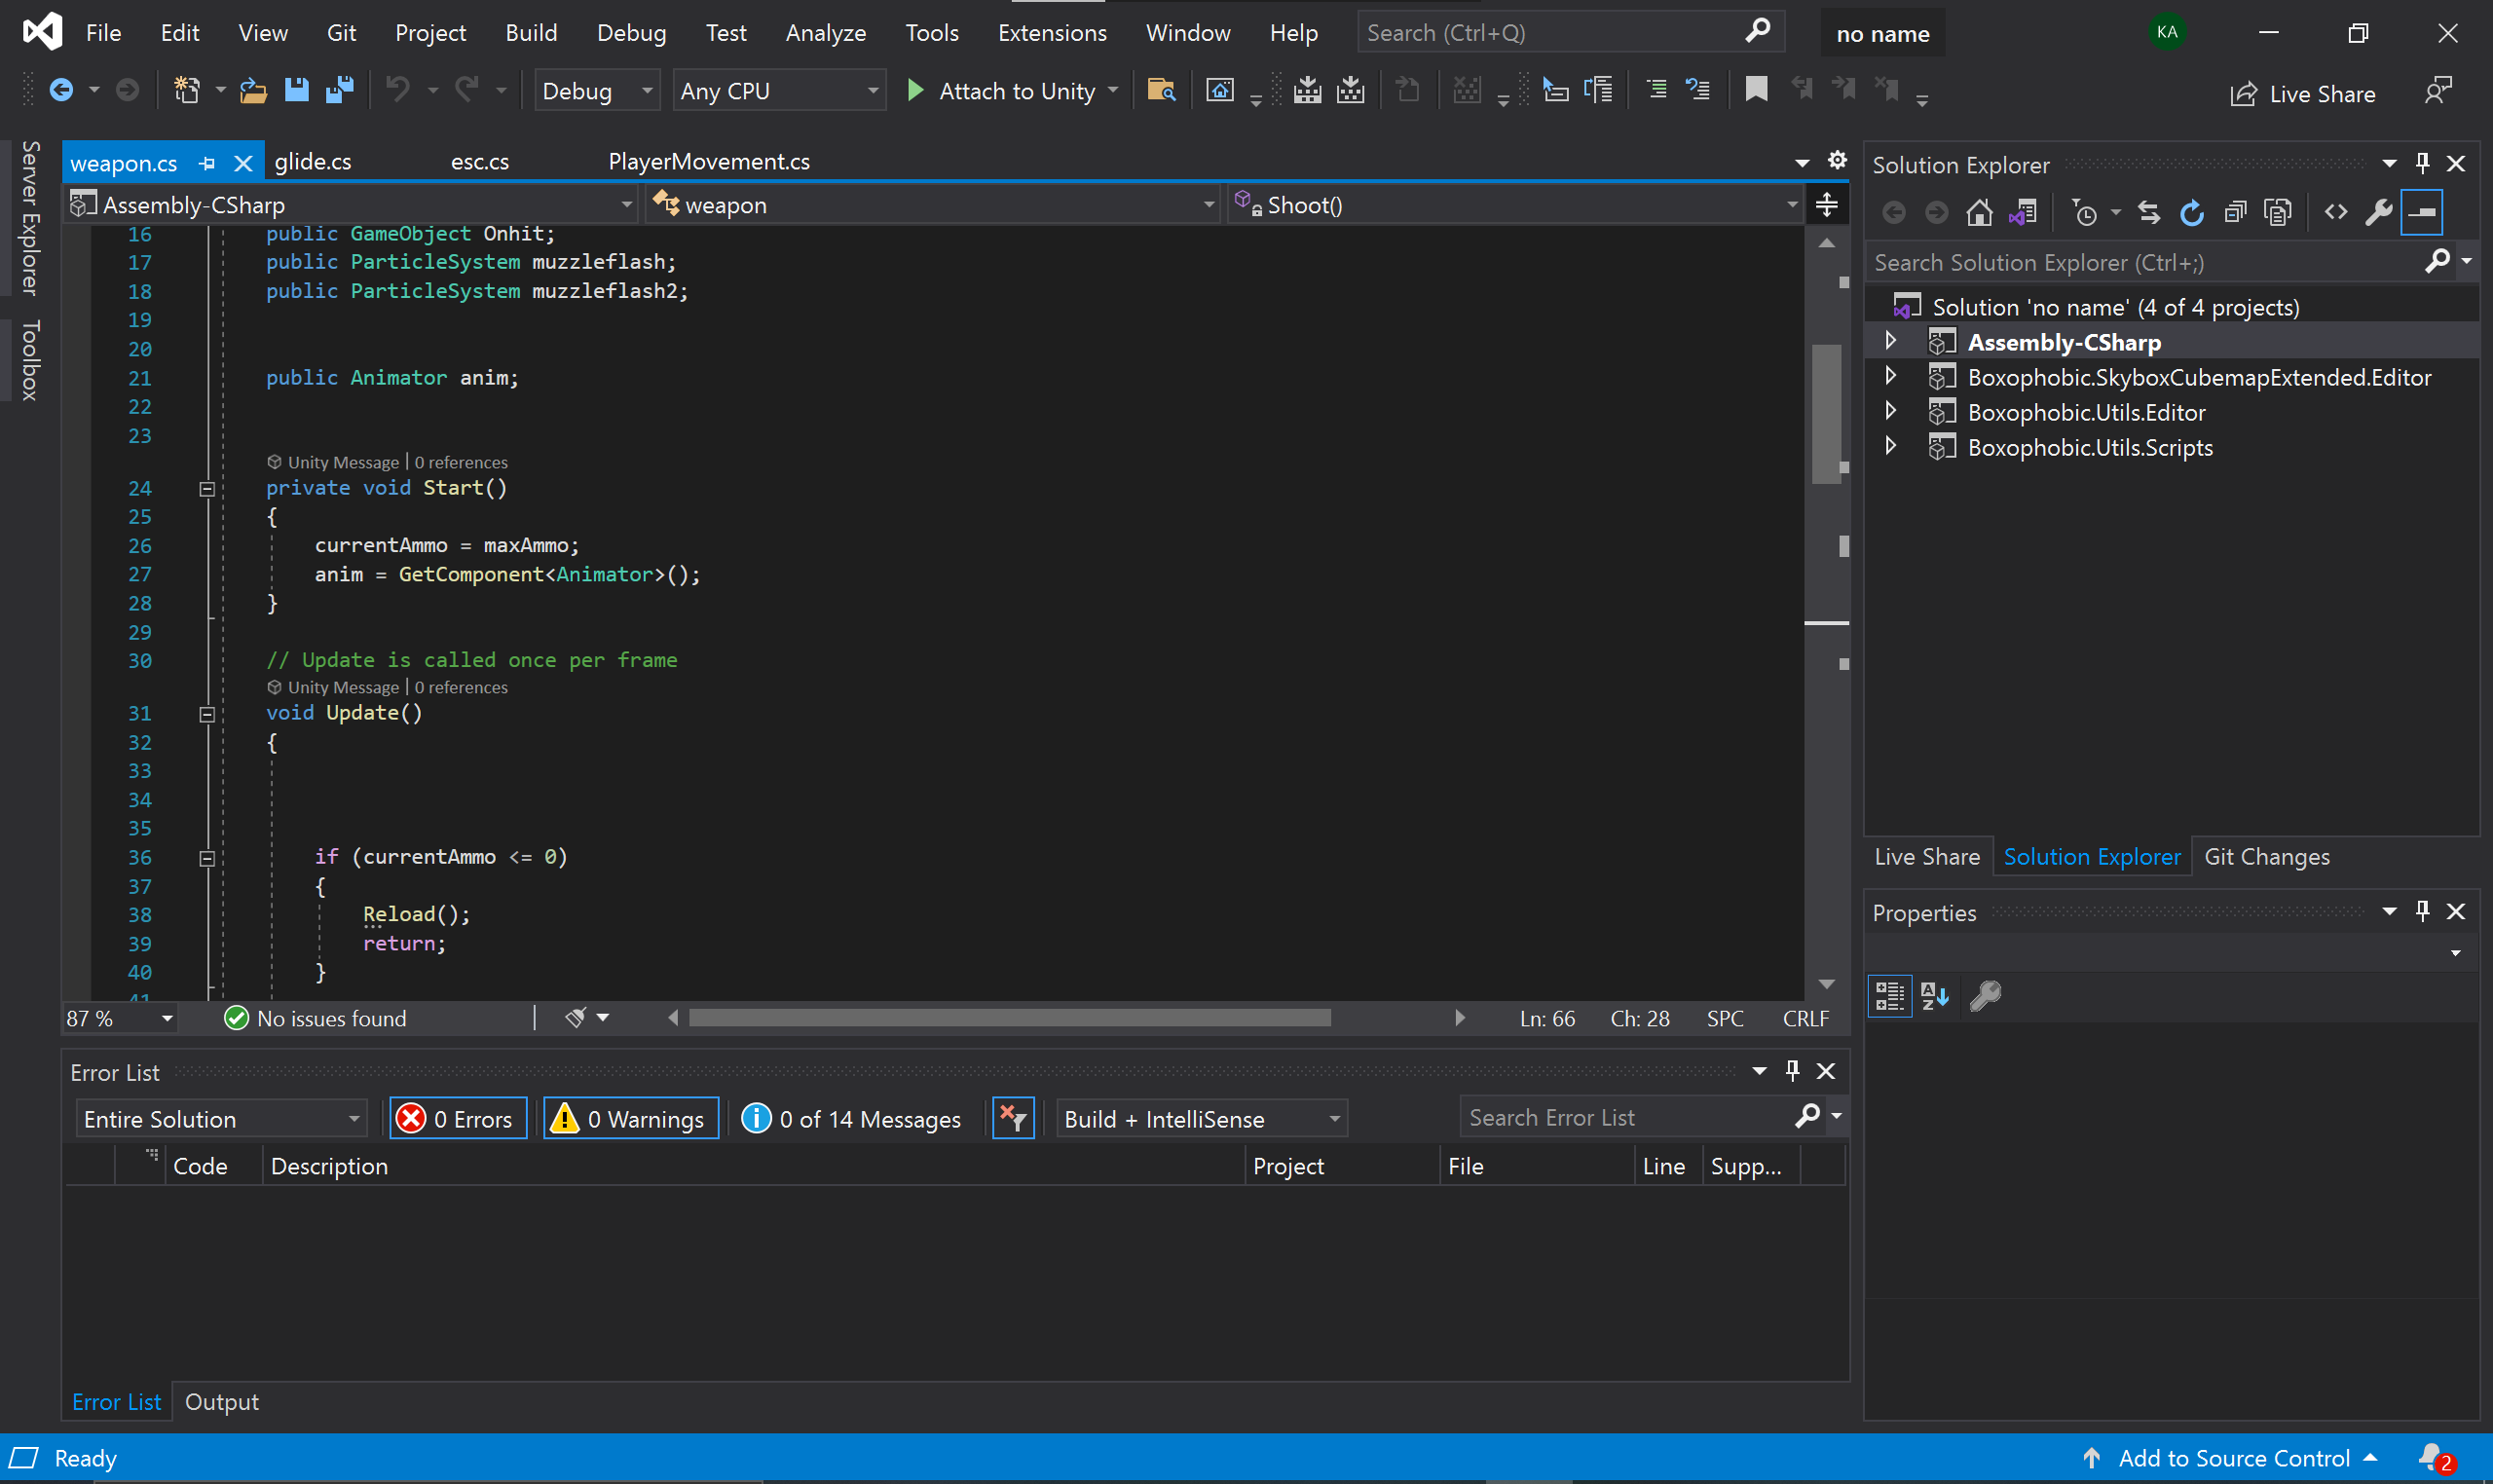 File Edit View Git Project Build Debug Test Analyze Tools Extensions Window Help Search (Ctrl+Q) no name KA
Debug Any CPU Attach to Unity Live Share
Server Explorer
Toolbox
weapon.cs glide.cs esc.cs PlayerMovement.cs
Assembly-CSharp weapon Shoot()
16 public GameObject Onhit;
17 public ParticleSystem muzzleflash;
18 public ParticleSystem muzzleflash2;
19
20
21 public Animator anim;
22
23
Unity Message | 0 references
24 private void Start()
25 {
26 currentAmmo = maxAmmo;
27 anim = GetComponent<Animator>();
28 }
29
30 // Update is called once per frame
Unity Message | 0 references
31 void Update()
32 {
33
34
35
36 if (currentAmmo <= 0)
37 {
38 Reload();
39 return;
40 }
41
87 % No issues found Ln: 66 Ch: 28 SPC CRLF
Error List
Entire Solution 0 Errors 0 Warnings 0 of 14 Messages Build + IntelliSense Search Error List
Code Description Project File Line Supp...
Error List Output
Solution Explorer
Search Solution Explorer (Ctrl+;)
Solution 'no name' (4 of 4 projects)
Assembly-CSharp
Boxophobic.SkyboxCubemapExtended.Editor
Boxophobic.Utils.Editor
Boxophobic.Utils.Scripts
Live Share Solution Explorer Git Changes
Properties
Ready Add to Source Control 2